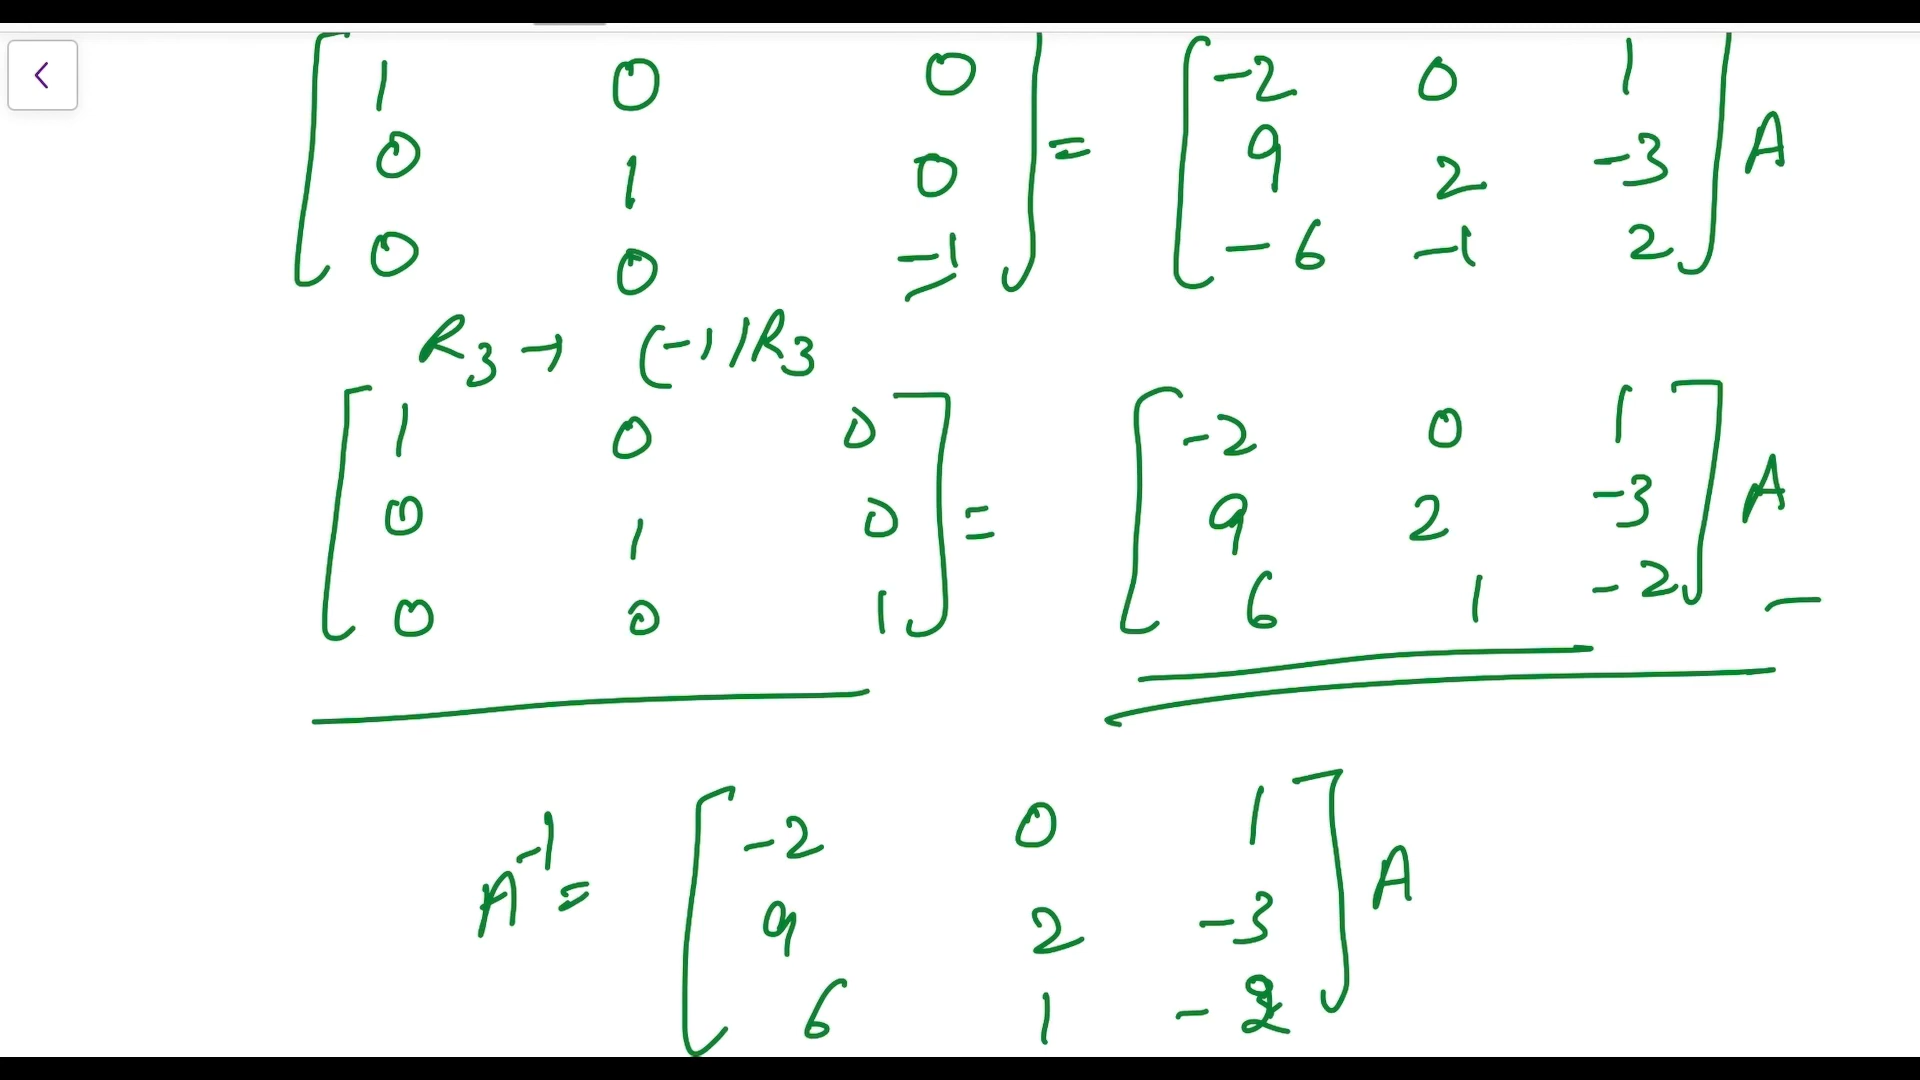 [ 1 0 0 ] = [ -2 0 1 ] A
[ 0 1 0 ] [ 9 2 -3 ]
[ 0 0 -1 ] [ -6 -1 2 ]
R3 → (-1) R3
[ 1 0 0 ] = [ -2 0 1 ] A
[ 0 1 0 ] [ 9 2 -3 ]
[ 0 0 1 ] [ 6 1 -2 ]
A⁻¹ = [ -2 0 1 ] A
[ 9 2 -3 ]
[ 6 1 -2 ]